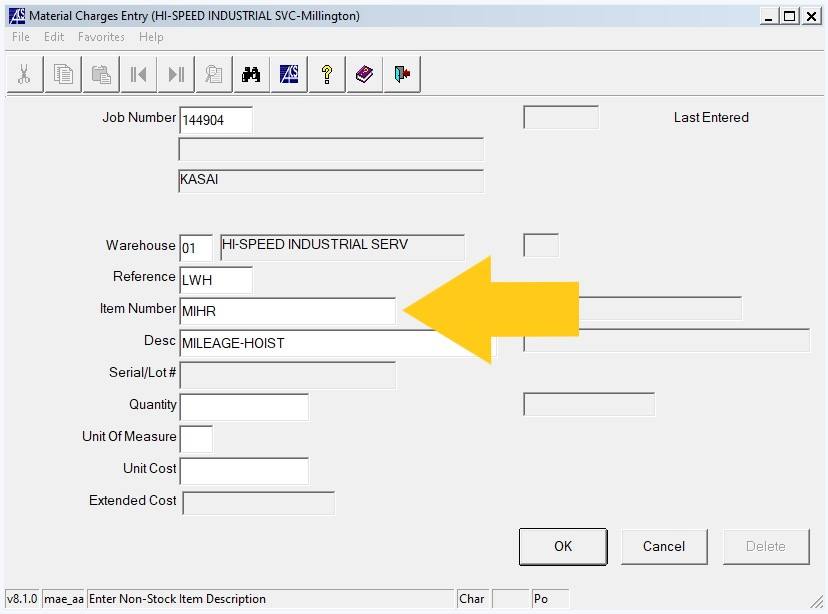 Material Charges Entry (HI-SPEED INDUSTRIAL SVC-Millington)
File Edit Favorites Help
Job Number 144904 Last Entered
KASAI
Warehouse 01 HI-SPEED INDUSTRIAL SERV
Reference LWH
Item Number MIHR
Desc MILEAGE-HOIST
Serial/Lot #
Quantity
Unit Of Measure
Unit Cost
Extended Cost
OK Cancel Delete
v8.1.0 mae_aa Enter Non-Stock Item Description Char Po